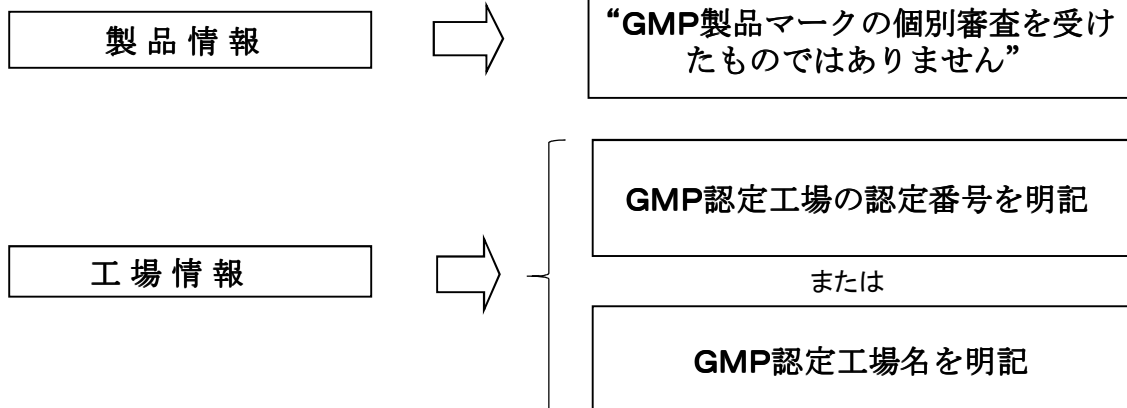 製品情報
“GMP製品マークの個別審査を受け
たものではありません”
GMP認定工場の認定番号を明記
工場情報
または
GMP認定工場名を明記